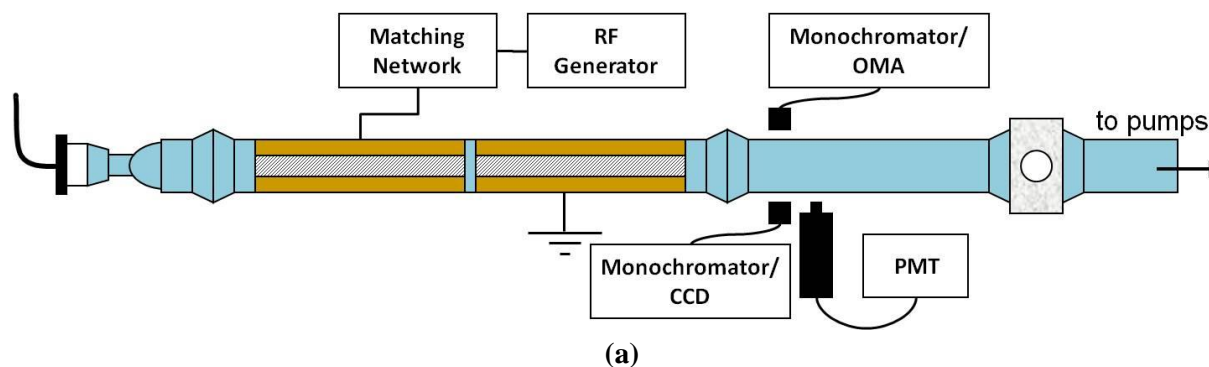 Matching
Network
RF
Generator
Monochromator/
OMA
to pumps
Monochromator/
CCD
PMT
(a)